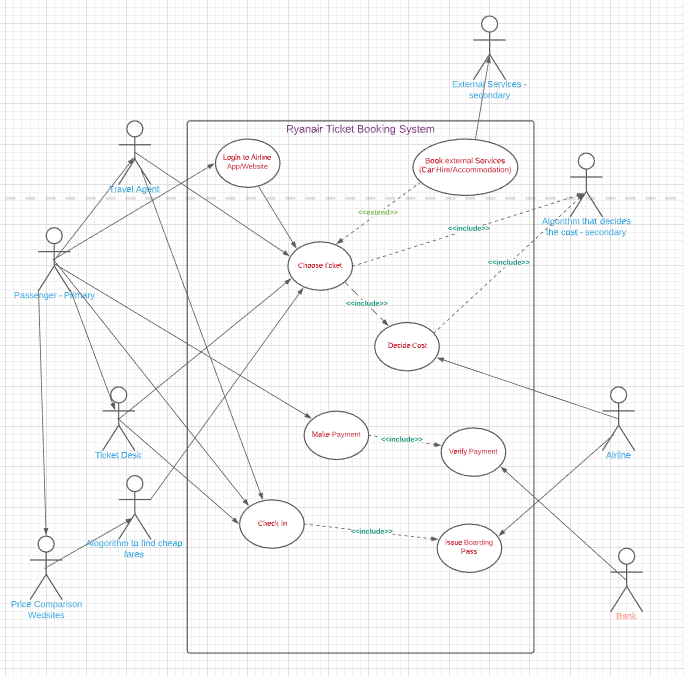 External Services -
secondary
Ryanair Ticket Booking System
Login to Airline
App/Website
Book external Services
(Car Hire/Accommodation)
Travel Agent
<<extend>>
<<include>>
Algorithm that decides
the cost - secondary
Choose ticket
<<include>>
Passenger - Primary
<<include>>
Decide Cost
Make Payment
<<include>>
Verify Payment
Ticket Desk
Airline
Check In
<<include>>
Issue Boarding
Pass
Alogorithm to find cheap
fares
Price Comparison
Wedsites
Bank